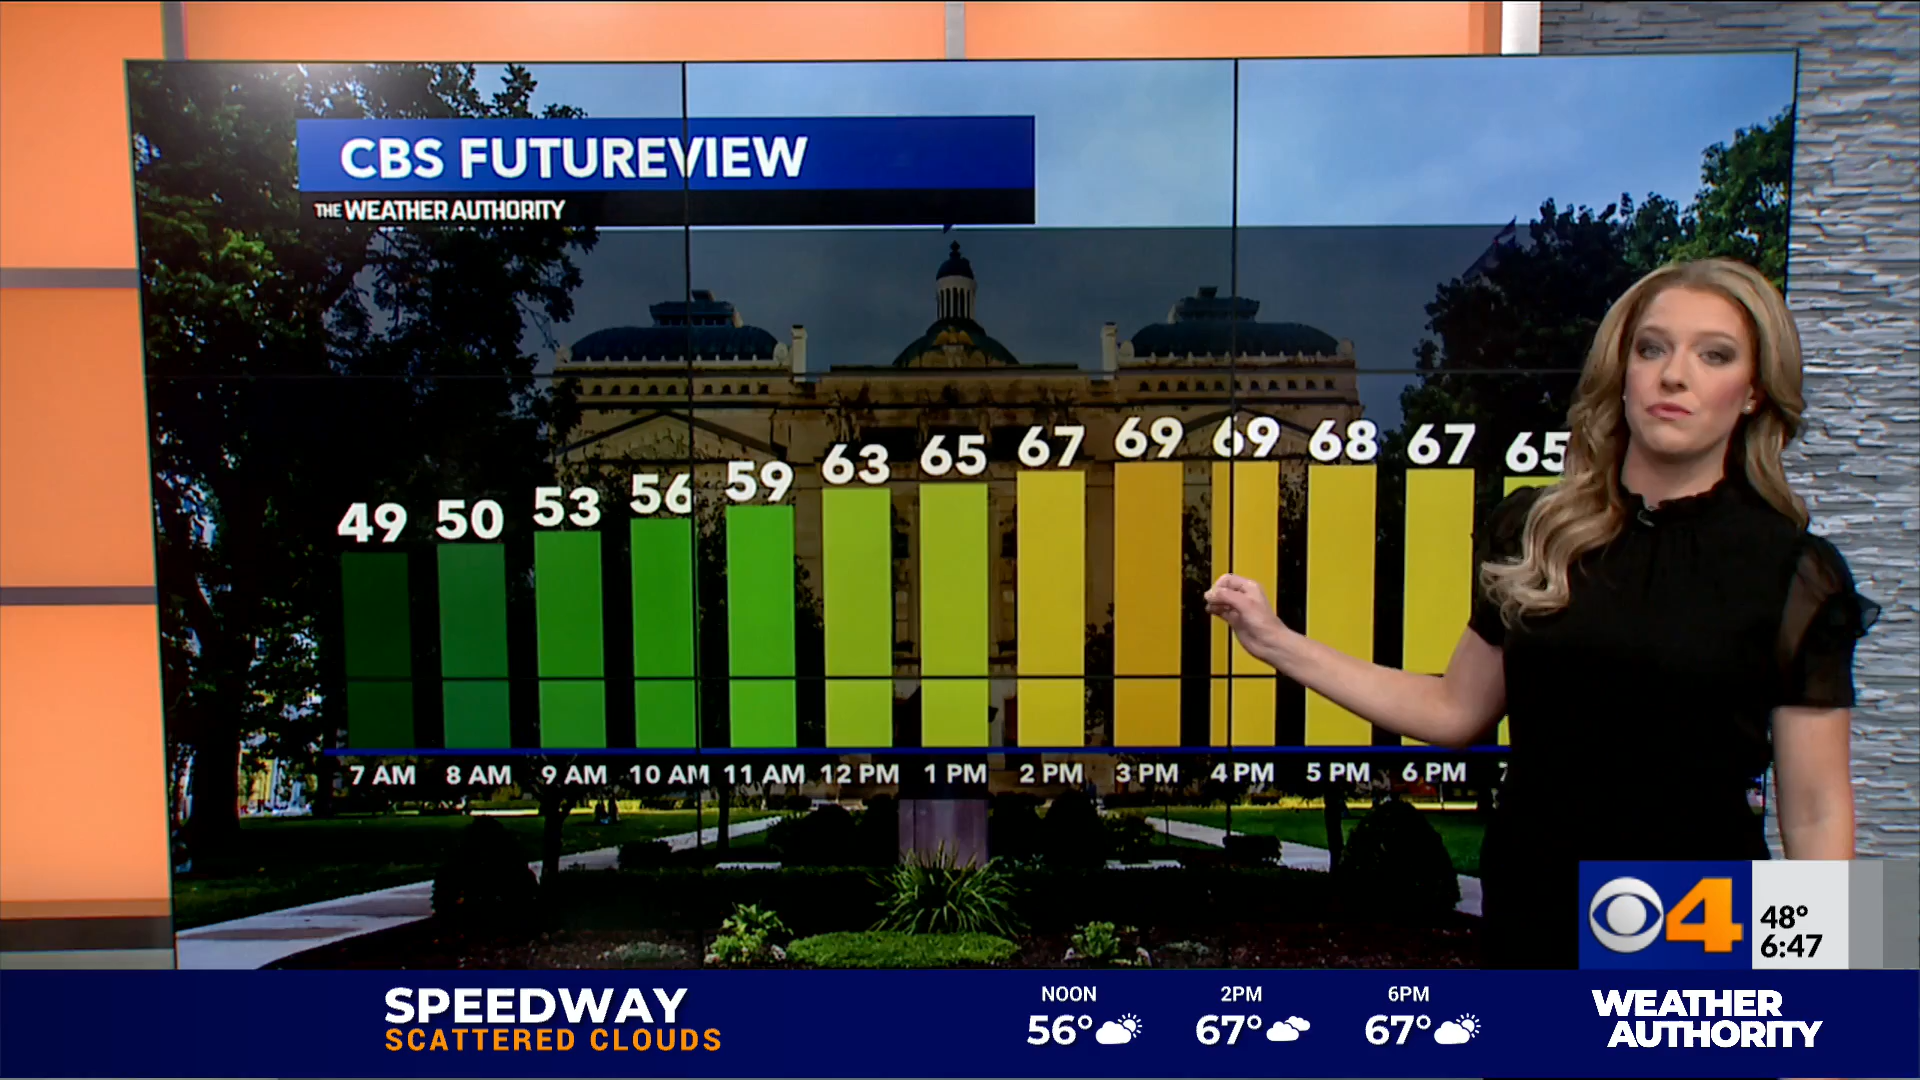 CBS FUTUREVIEW
THE WEATHER AUTHORITY
49 50 53 56 59 63 65 67 69 69 68 67 65
7 AM 8 AM 9 AM 10 AM 11 AM 12 PM 1 PM 2 PM 3 PM 4 PM 5 PM 6 PM
4
48°
6:47
SPEEDWAY
SCATTERED CLOUDS
NOON 2PM 6PM
56° 67° 67°
WEATHER
AUTHORITY